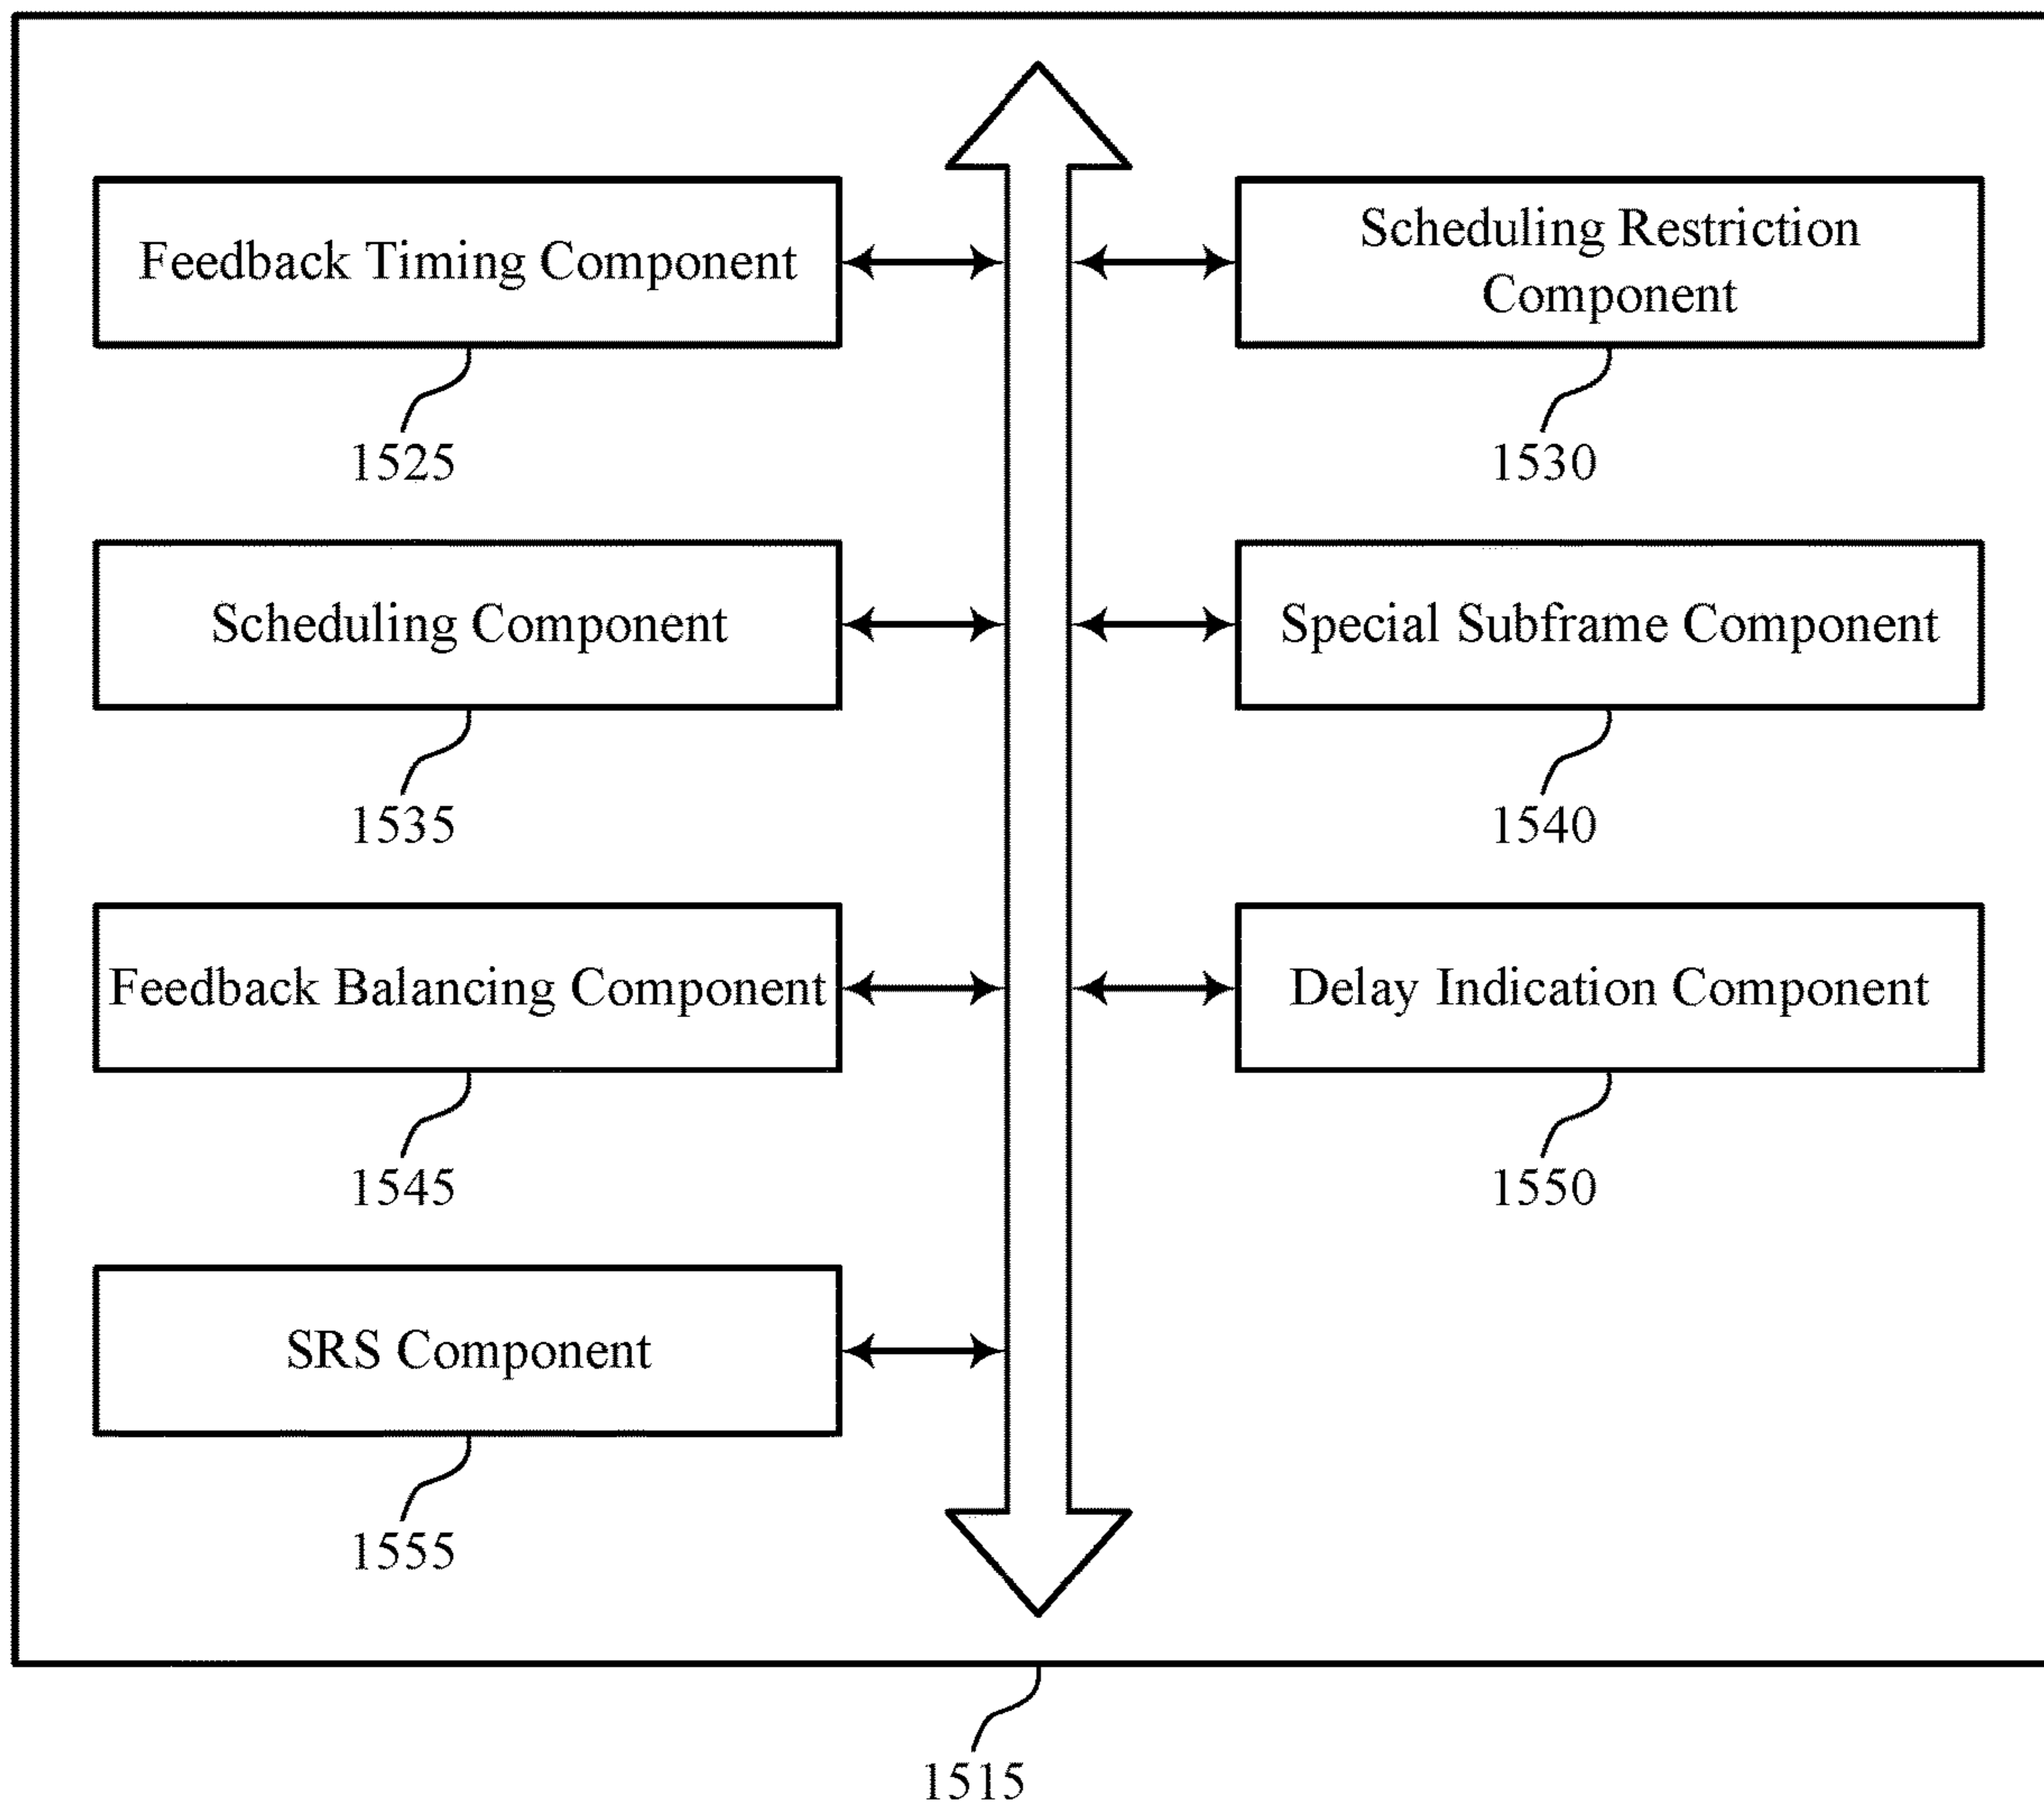 Feedback Timing Component
1525
Scheduling Restriction
Component
1530
Scheduling Component
1535
Special Subframe Component
1540
Feedback Balancing Component
1545
Delay Indication Component
1550
SRS Component
1555
1515